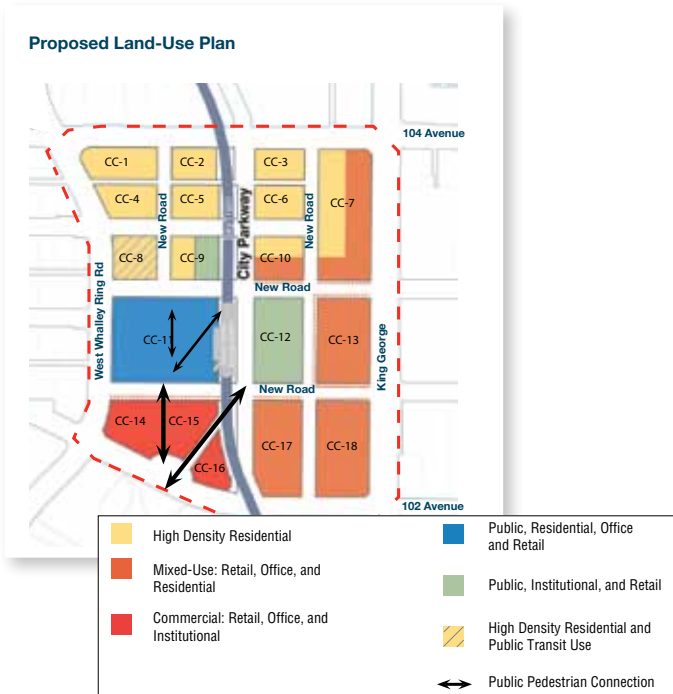 Proposed Land-Use Plan
104 Avenue
CC-1
CC-2
CC-3
CC-4
CC-5
CC-6
CC-7
New Road
City Parkway
New Road
CC-8
CC-9
CC-10
New Road
West Whalley Ring Rd
CC-11
CC-12
CC-13
King George
New Road
CC-14
CC-15
CC-16
CC-17
CC-18
102 Avenue
High Density Residential
Mixed-Use: Retail, Office, and
Residential
Commercial: Retail, Office, and
Institutional
Public, Residential, Office
and Retail
Public, Institutional, and Retail
High Density Residential and
Public Transit Use
Public Pedestrian Connection